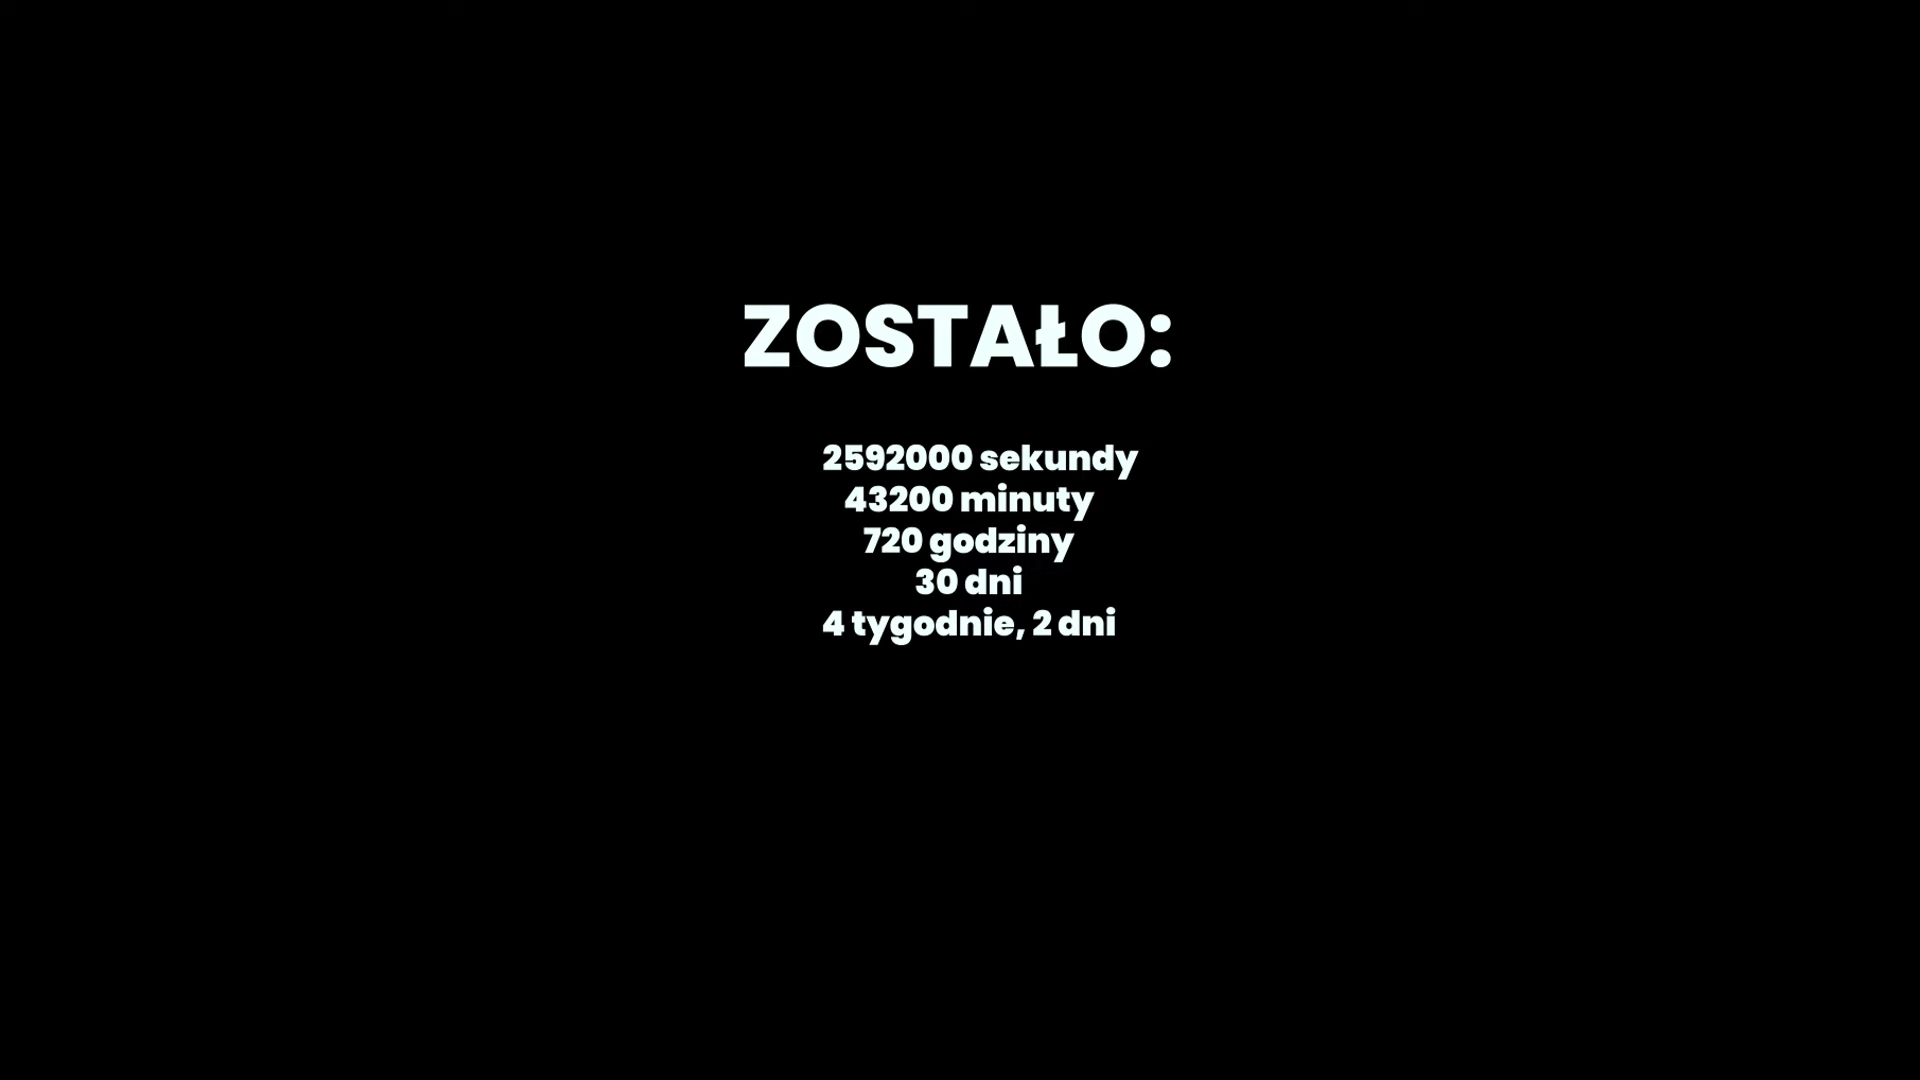 ZOSTAŁO:
2592000 sekundy
43200 minuty
720 godziny
30 dni
4 tygodnie, 2 dni